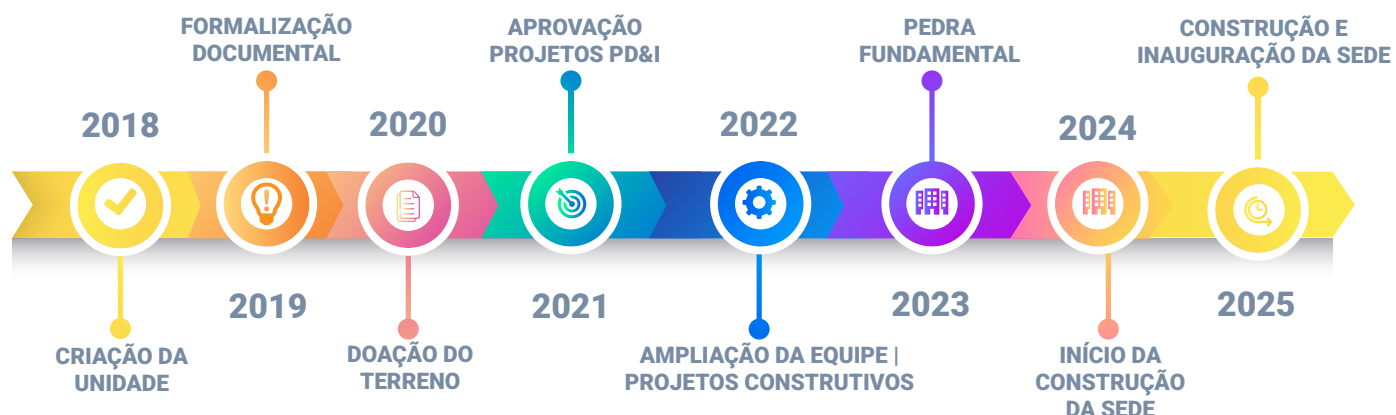 2018
CRIAÇÃO DA
UNIDADE
FORMALIZAÇÃO
DOCUMENTAL
2019
2020
DOAÇÃO DO
TERRENO
APROVAÇÃO
PROJETOS PD&I
2021
2022
AMPLIAÇÃO DA EQUIPE |
PROJETOS CONSTRUTIVOS
PEDRA
FUNDAMENTAL
2023
2024
INÍCIO DA
CONSTRUÇÃO
DA SEDE
CONSTRUÇÃO E
INAUGURAÇÃO DA SEDE
2025